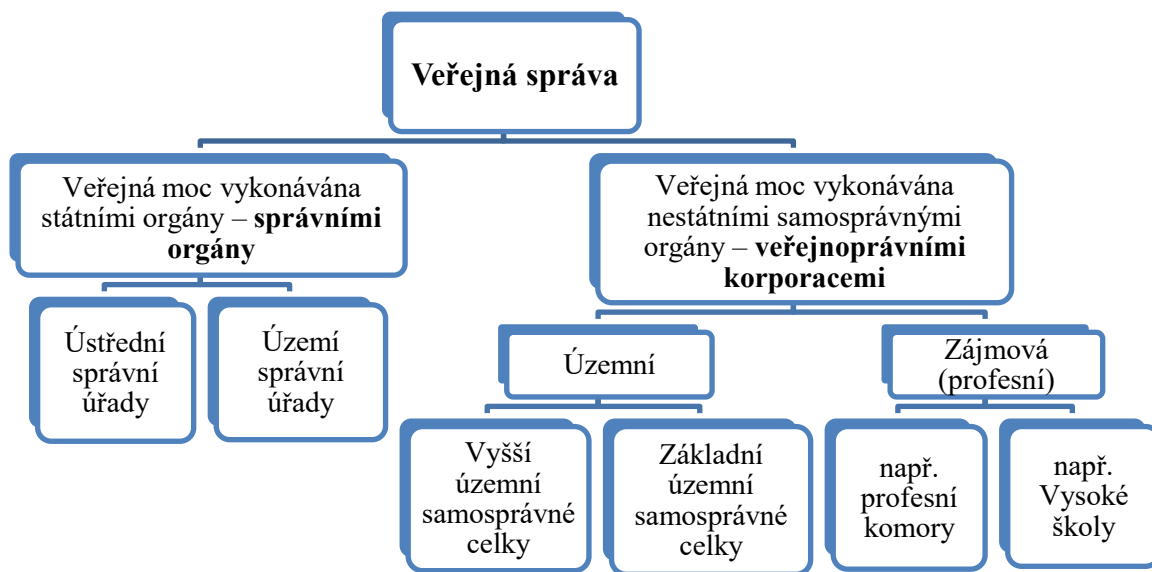 Veřejná správa
Veřejná moc vykonávána
státními orgány – správními
orgány
Veřejná moc vykonávána
nestátními samosprávnými
orgány – veřejnoprávními
korporacemi
Ústřední
správní
úřady
Území
správní
úřady
Územní
Zájmová
(profesní)
Vyšší
územní
samosprávné
celky
Základní
územní
samosprávné
celky
např.
profesní
komory
např.
Vysoké
školy